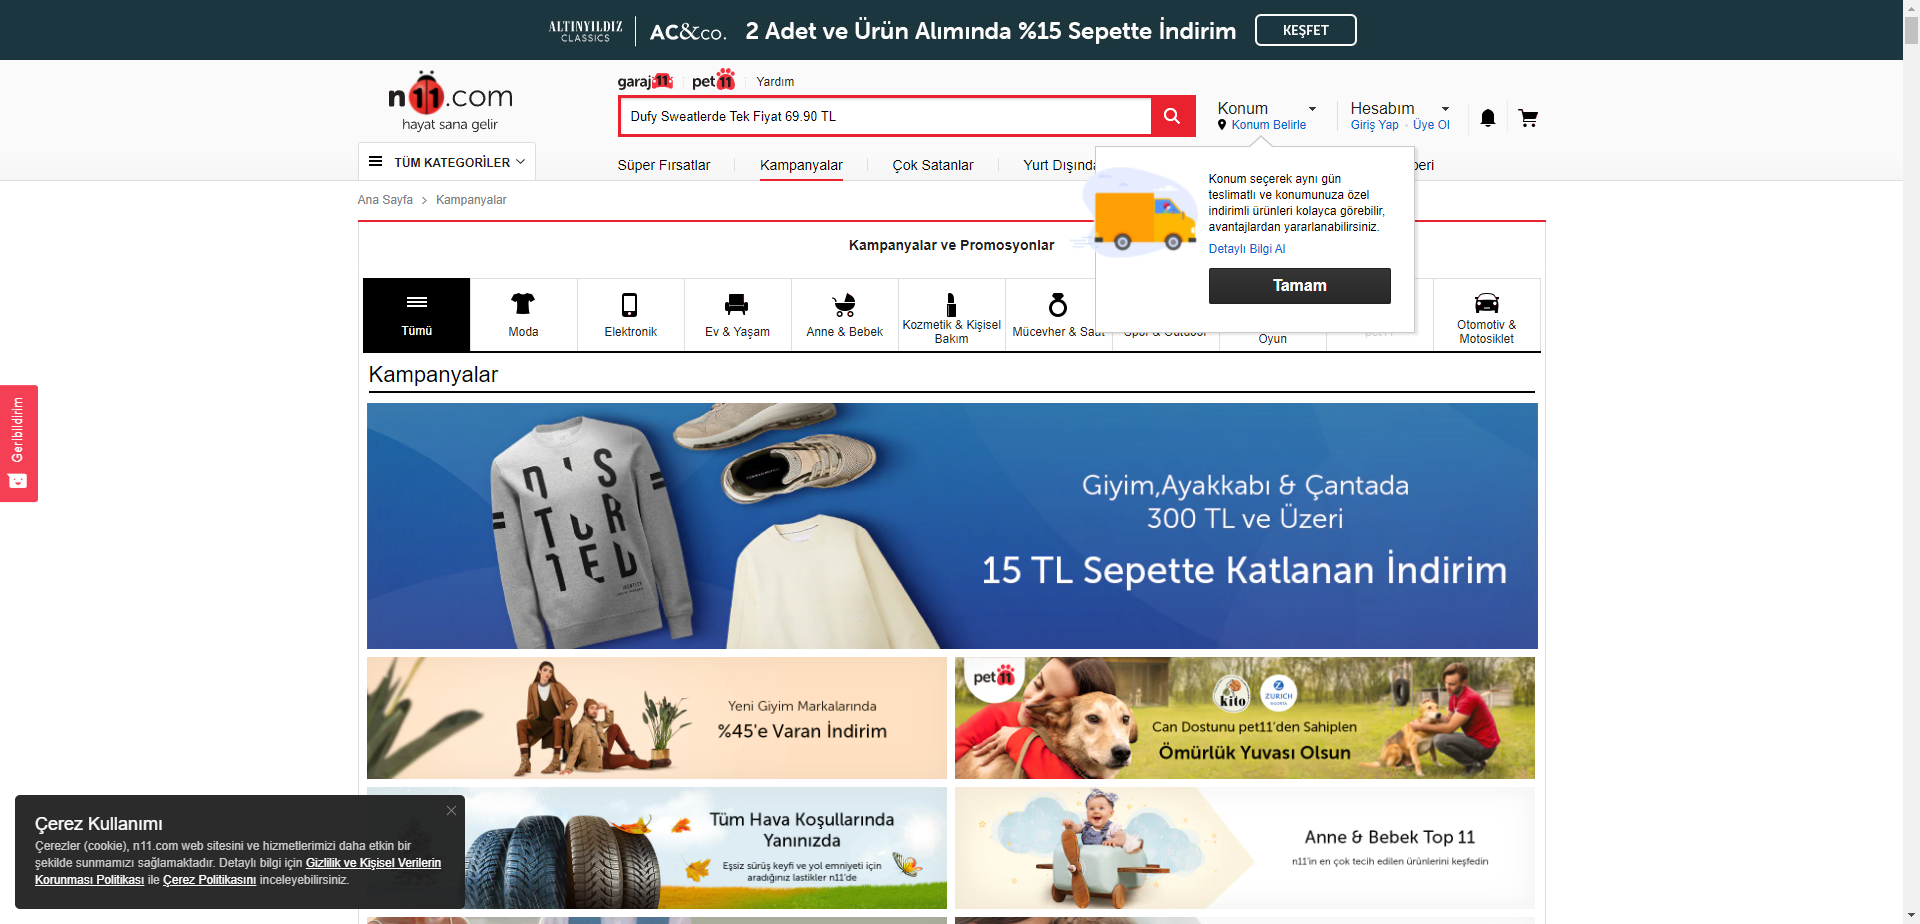 ALTINYILDIZ
CLASSICS
AC&co.
2 Adet ve Ürün Alımında %15 Sepette İndirim
KEŞFET
n11.com
hayat sana gelir
garaj11
pet11
Yardım
Dufy Sweatlerde Tek Fiyat 69.90 TL
Konum
Konum Belirle
Hesabım
Giriş Yap
Üye Ol
TÜM KATEGORİLER
Süper Fırsatlar
Kampanyalar
Çok Satanlar
Yurt Dışında
Konum seçerek aynı gün
teslimatlı ve konumunuza özel
indirimli ürünleri kolayca görebilir,
avantajlardan yararlanabilirsiniz.
Detaylı Bilgi Al
Tamam
Ana Sayfa > Kampanyalar
Kampanyalar ve Promosyonlar
Tümü
Moda
Elektronik
Ev & Yaşam
Anne & Bebek
Kozmetik & Kişisel
Bakım
Mücevher & Saat
Spor & Outdoor
Oyun
Otomotiv &
Motosiklet
Kampanyalar
Geribildirim
Giyim,Ayakkabı & Çantada
300 TL ve Üzeri
15 TL Sepette Katlanan İndirim
Yeni Giyim Markalarında
%45'e Varan İndirim
pet11
kito
ZURICH
SİGORTA
Can Dostunu pet11'den Sahiplen
Ömürlük Yuvası Olsun
Tüm Hava Koşullarında
Yanınızda
Eşsiz sürüş keyfi ve yol emniyeti için
aradığınız lastikler n11'de
Anne & Bebek Top 11
n11'in en çok tecih edilen ürünlerini keşfedin
Çerez Kullanımı
Çerezler (cookie), n11.com web sitesini ve hizmetlerimizi daha etkin bir
şekilde sunmamızı sağlamaktadır. Detaylı bilgi için Gizlilik ve Kişisel Verilerin
Korunması Politikası ile Çerez Politikasını inceleyebilirsiniz.